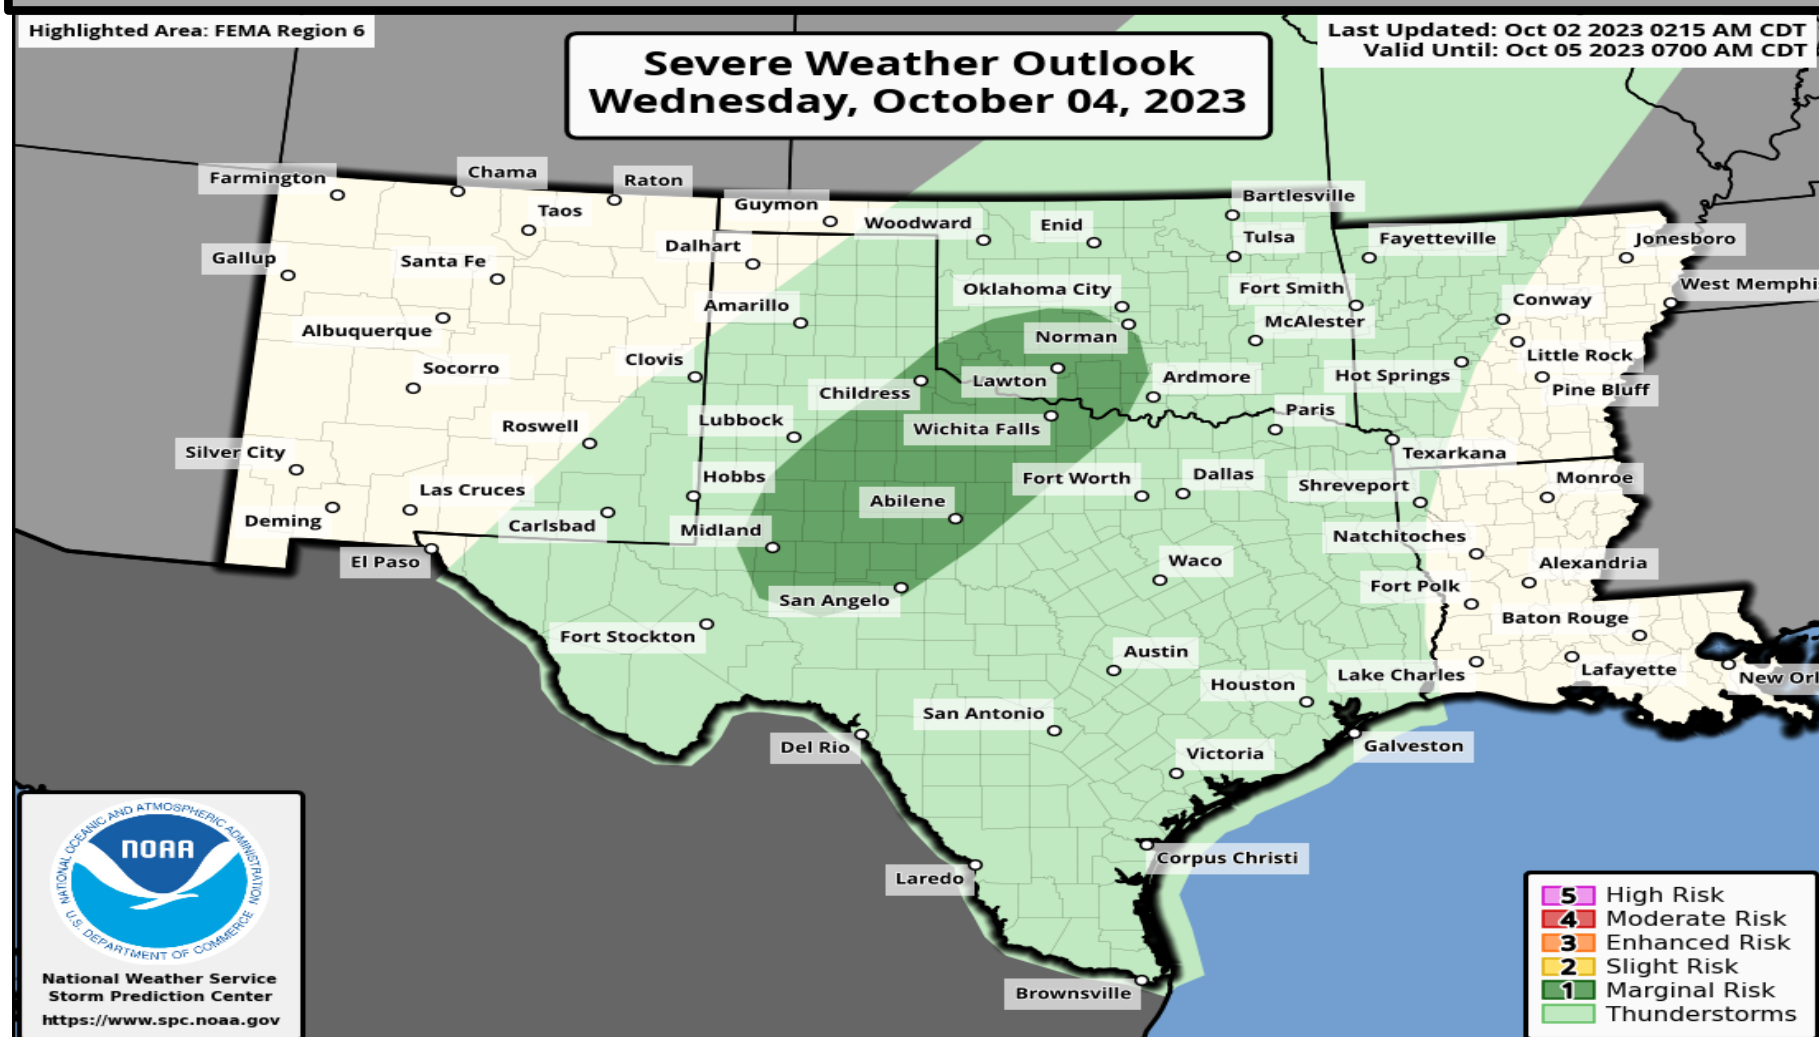 Highlighted Area: FEMA Region 6
Last Updated: Oct 02 2023 0215 AM CDT
Valid Until: Oct 05 2023 0700 AM CDT
Severe Weather Outlook
Wednesday, October 04, 2023
Farmington
Chama
Raton
Taos
Guymon
Woodward
Enid
Bartlesville
Tulsa
Fayetteville
Jonesboro
Gallup
Santa Fe
Dalhart
Oklahoma City
Fort Smith
West Memphi
Albuquerque
Amarillo
Norman
McAlester
Conway
Socorro
Clovis
Childress
Lawton
Ardmore
Hot Springs
Little Rock
Pine Bluff
Roswell
Lubbock
Wichita Falls
Paris
Texarkana
Silver City
Las Cruces
Hobbs
Fort Worth
Dallas
Shreveport
Monroe
Deming
Carlsbad
Midland
Abilene
Natchitoches
El Paso
San Angelo
Waco
Fort Polk
Alexandria
Fort Stockton
Austin
Baton Rouge
Houston
Lake Charles
Lafayette
New Orl
San Antonio
Del Rio
Victoria
Galveston
Laredo
Corpus Christi
Brownsville
NATIONAL OCEANIC AND ATMOSPHERIC ADMINISTRATION
NOAA
U.S. DEPARTMENT OF COMMERCE
National Weather Service
Storm Prediction Center
https://www.spc.noaa.gov
5 High Risk
4 Moderate Risk
3 Enhanced Risk
2 Slight Risk
1 Marginal Risk
Thunderstorms